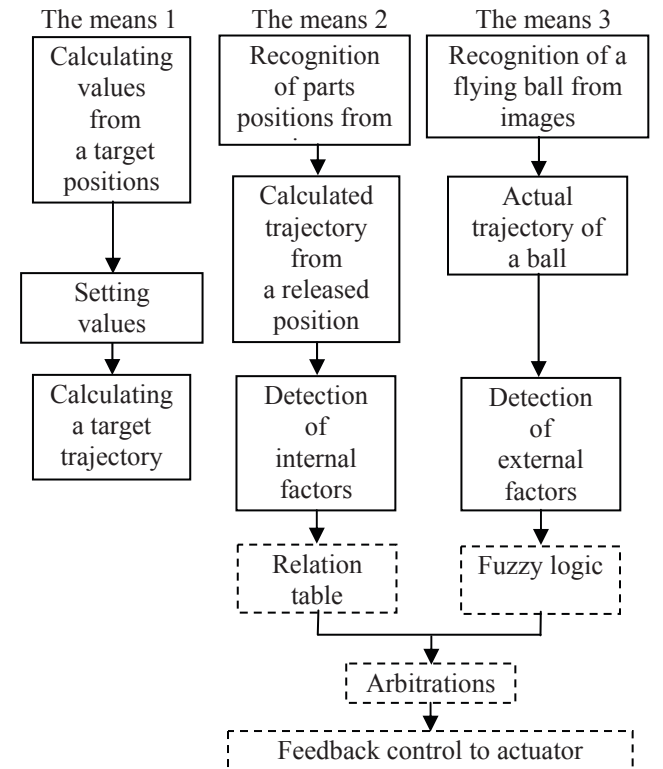 The means 1
Calculating
values
from
a target
positions
Setting
values
Calculating
a target
trajectory
The means 2
Recognition
of parts
positions from
Calculated
trajectory
from
a released
position
Detection
of
internal
factors
Relation
table
The means 3
Recognition of a
flying ball from
images
Actual
trajectory of
a ball
Detection
of
external
factors
Fuzzy logic
Arbitrations
Feedback control to actuator